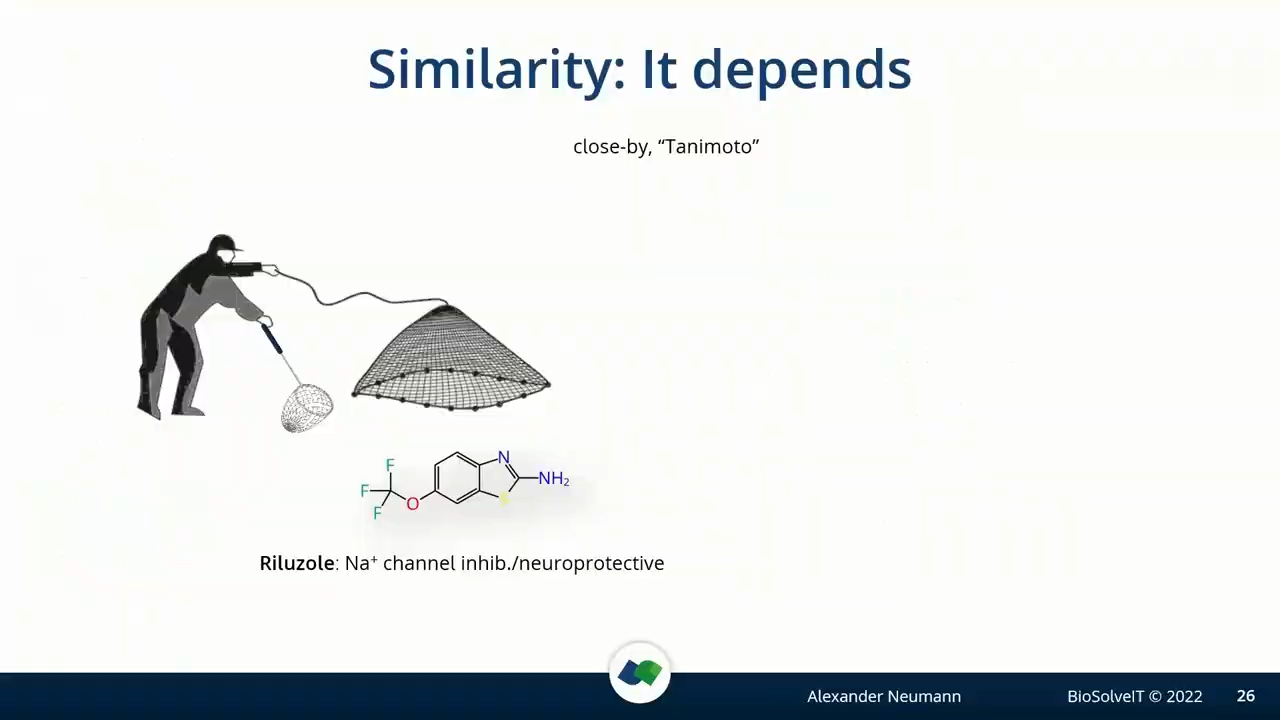 Similarity: It depends
close-by, “Tanimoto”
F
F
F
O
N
S
NH₂
Riluzole: Na⁺ channel inhib./neuroprotective
Alexander Neumann
BioSolveIT © 2022
26